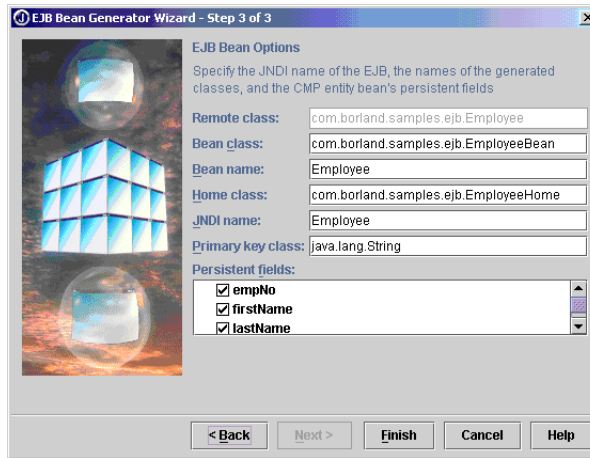 EJB Bean Generator Wizard - Step 3 of 3
EJB Bean Options
Specify the JNDI name of the EJB, the names of the generated
classes, and the CMP entity bean's persistent fields
Remote class: com.borland.samples.ejb.Employee
Bean class: com.borland.samples.ejb.EmployeeBean
Bean name: Employee
Home class: com.borland.samples.ejb.EmployeeHome
JNDI name: Employee
Primary key class: java.lang.String
Persistent fields:
empNo
firstName
lastName
< Back Next > Finish Cancel Help